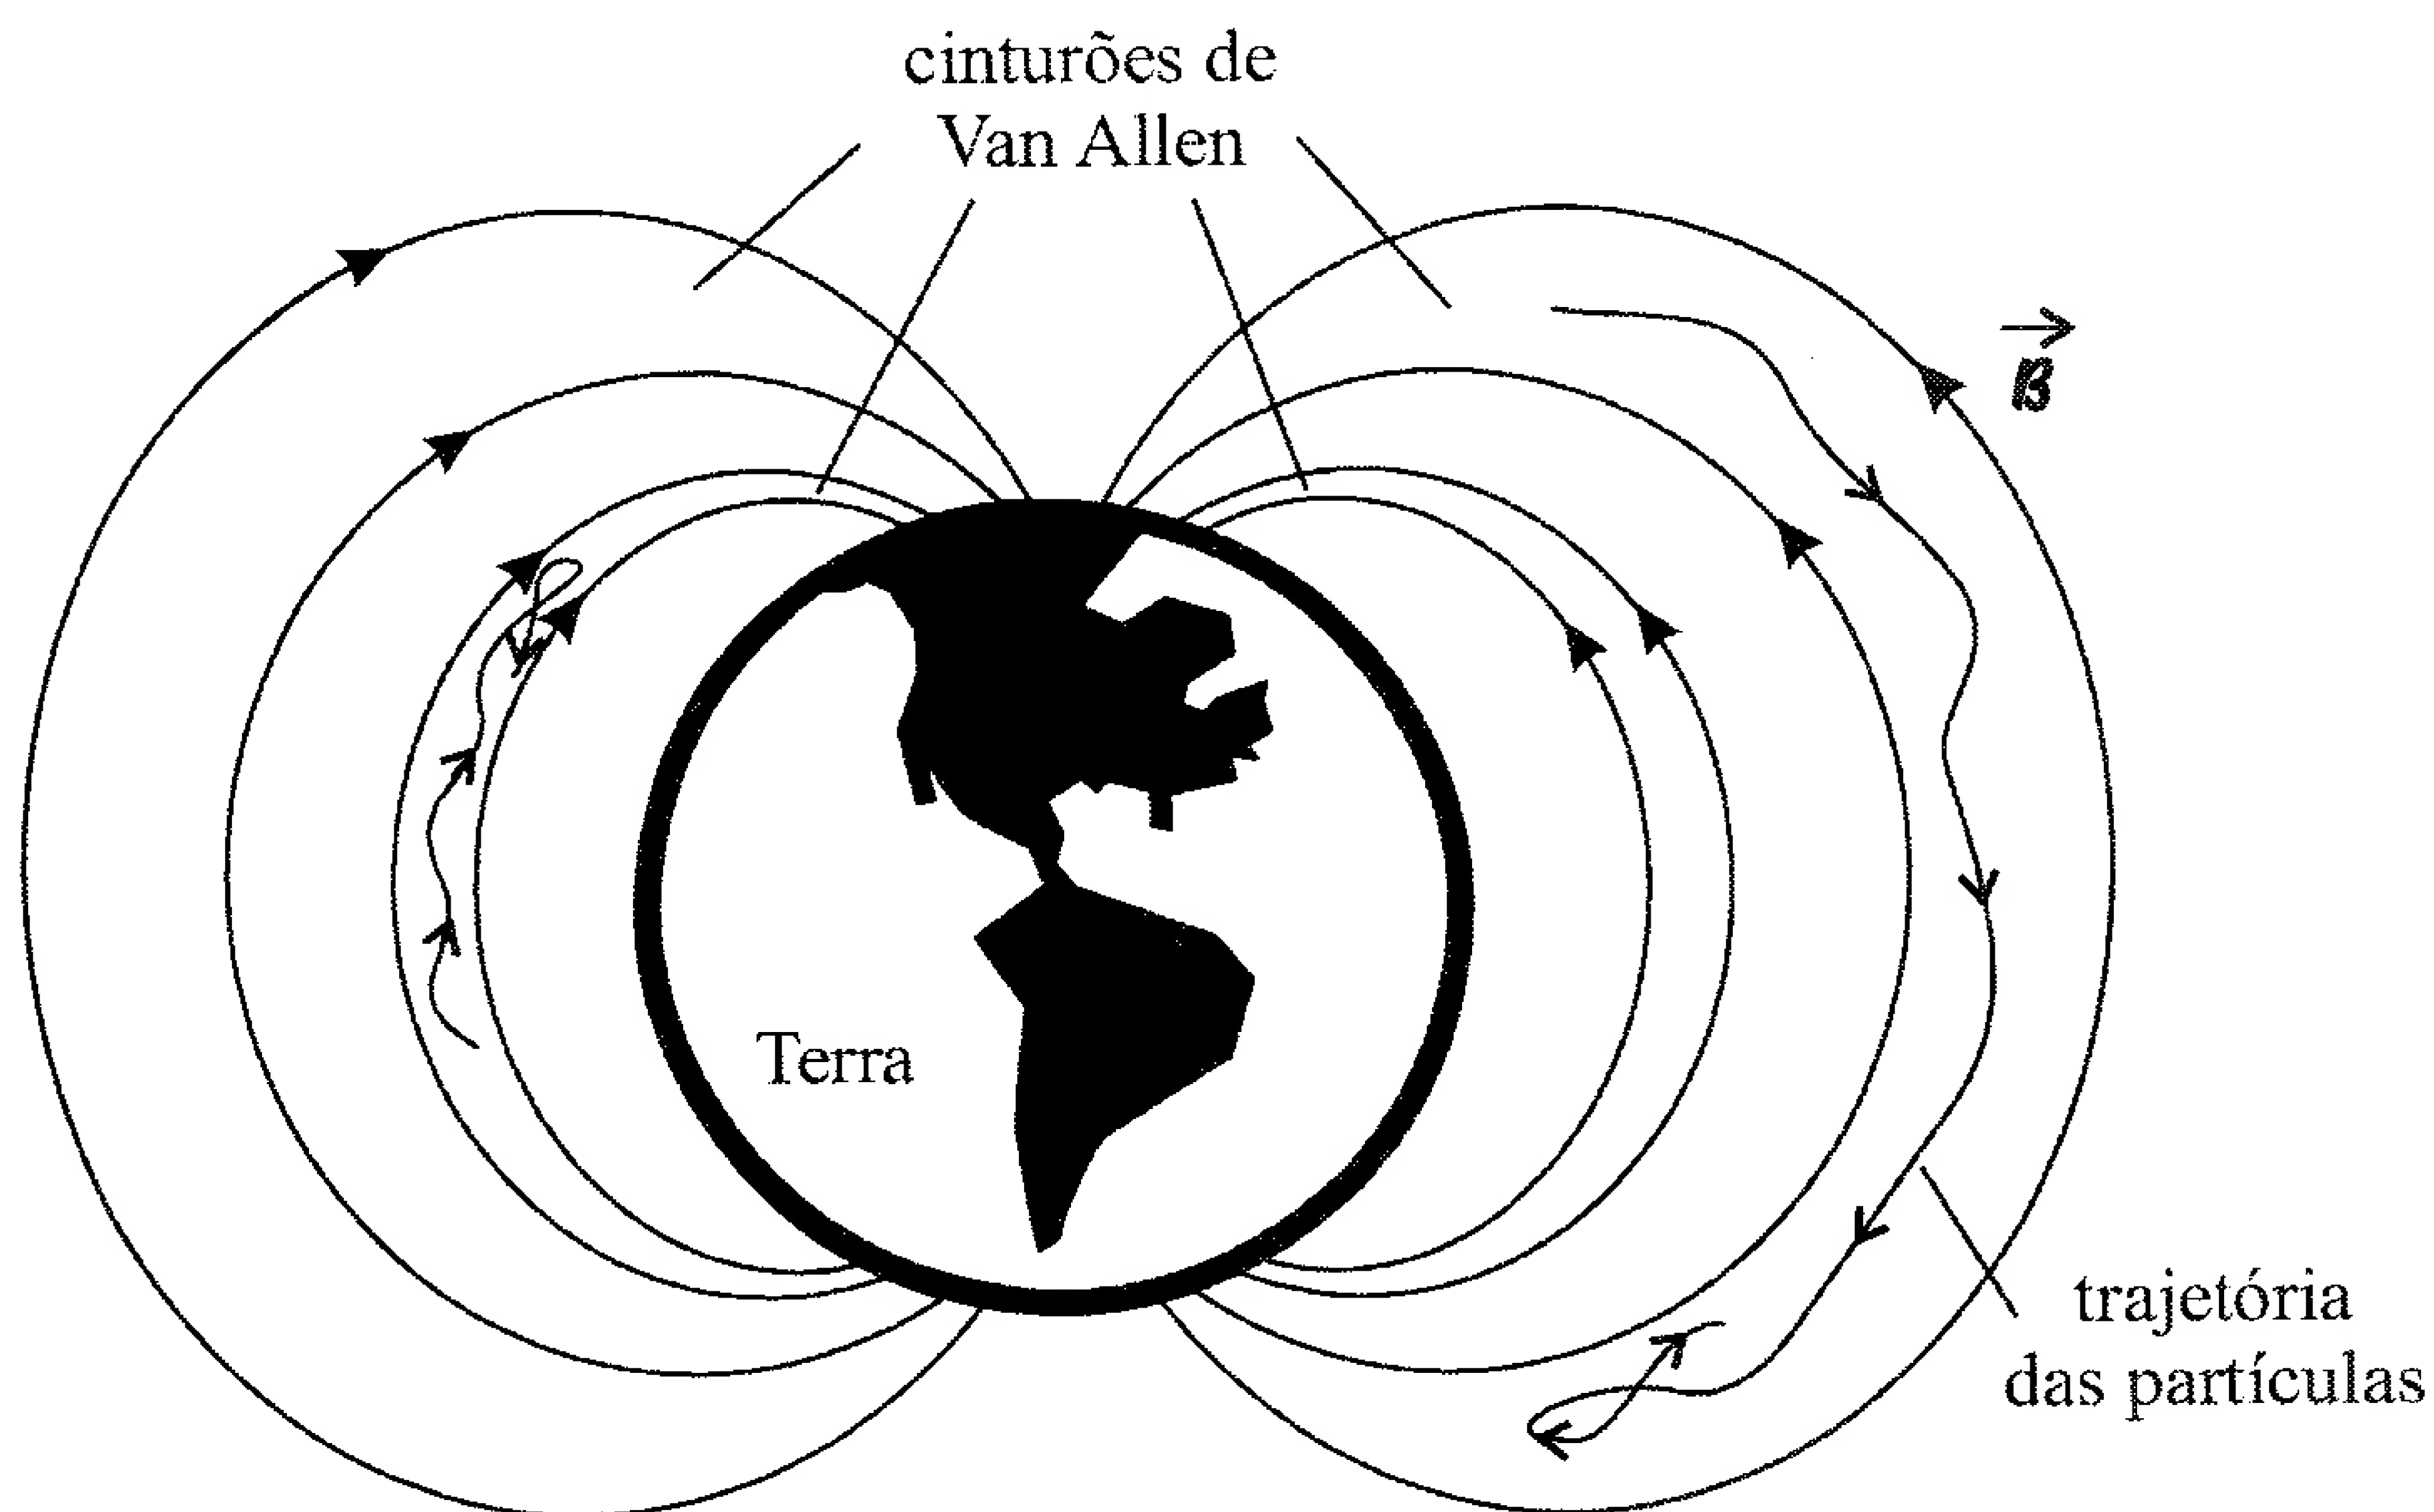 cinturões de
Van Allen
B
Terra
trajetória
das partículas